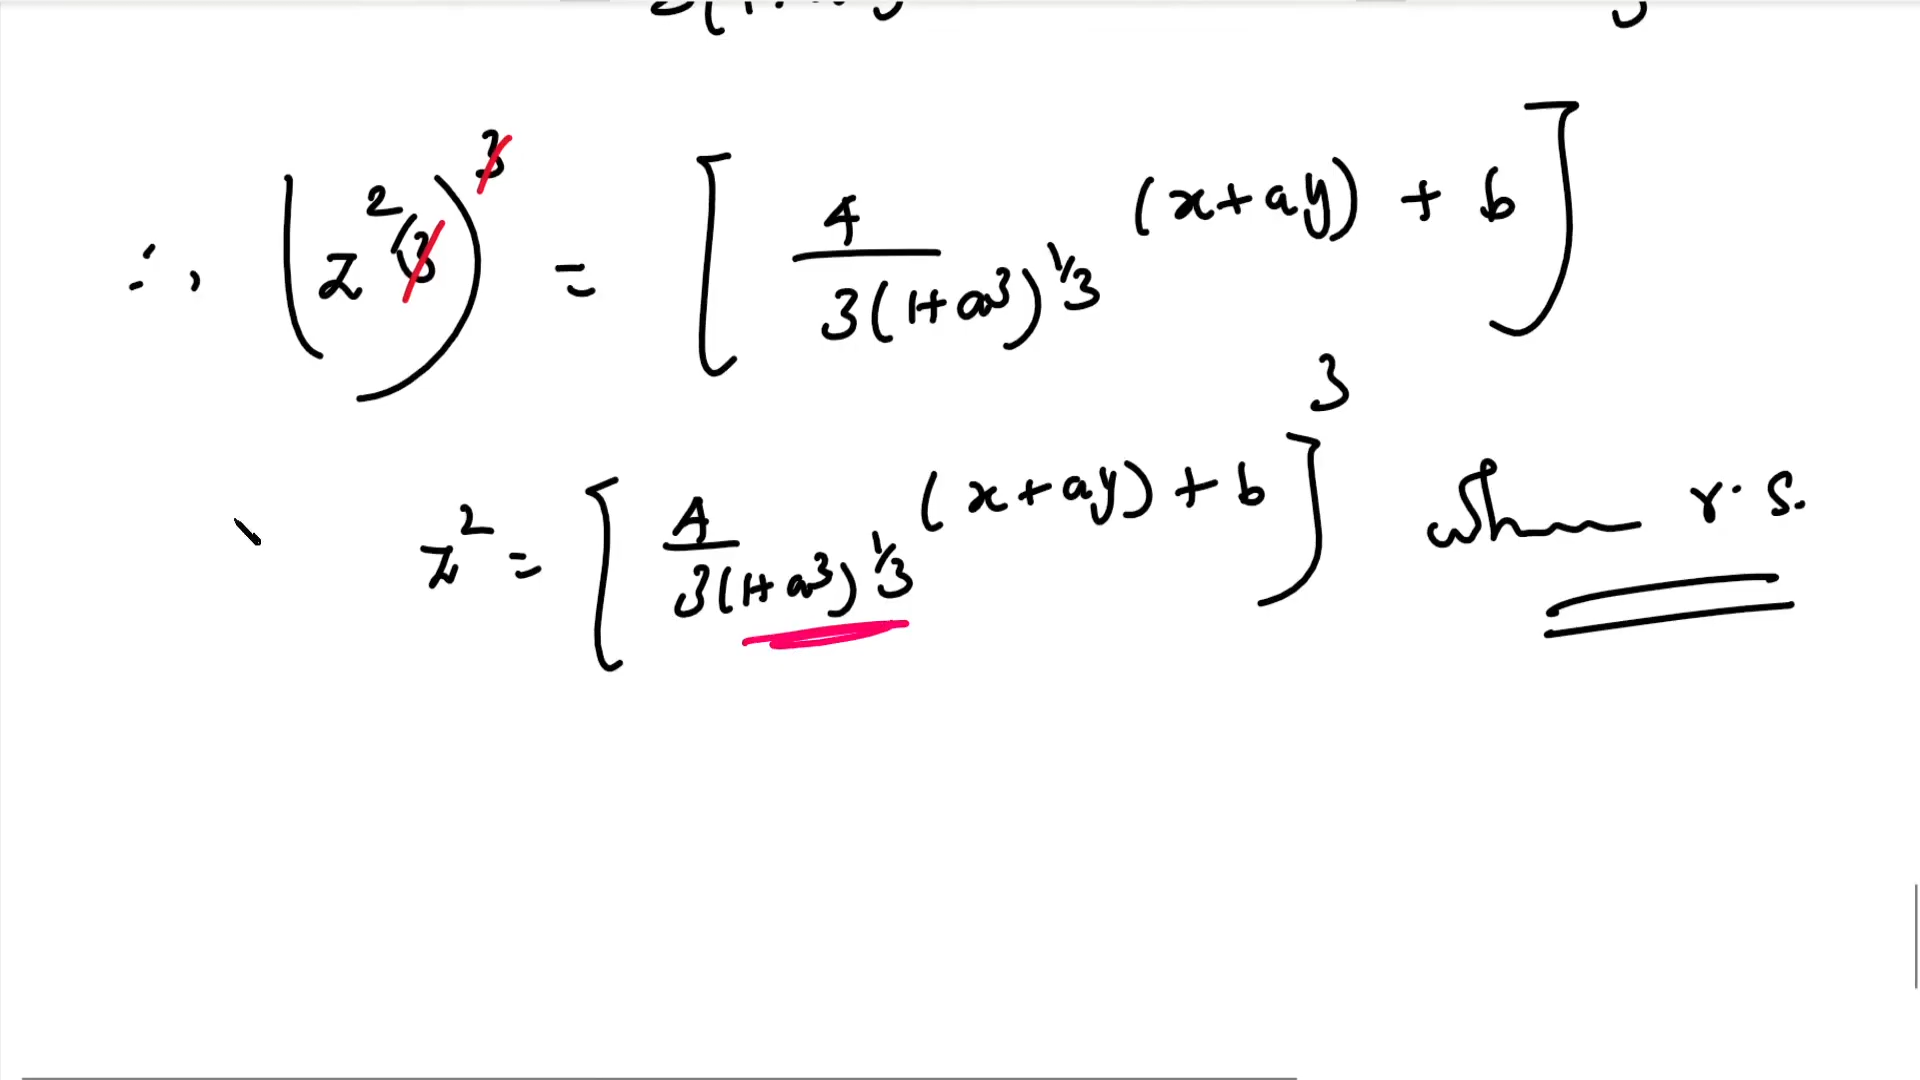 ∴, (z^{2/3})^3 = [4/(3(1+a^3)^{1/3}) (x+ay) + b]^3
z^2 = [4/(3(1+a^3)^{1/3}) (x+ay) + b]^3 when r.s.